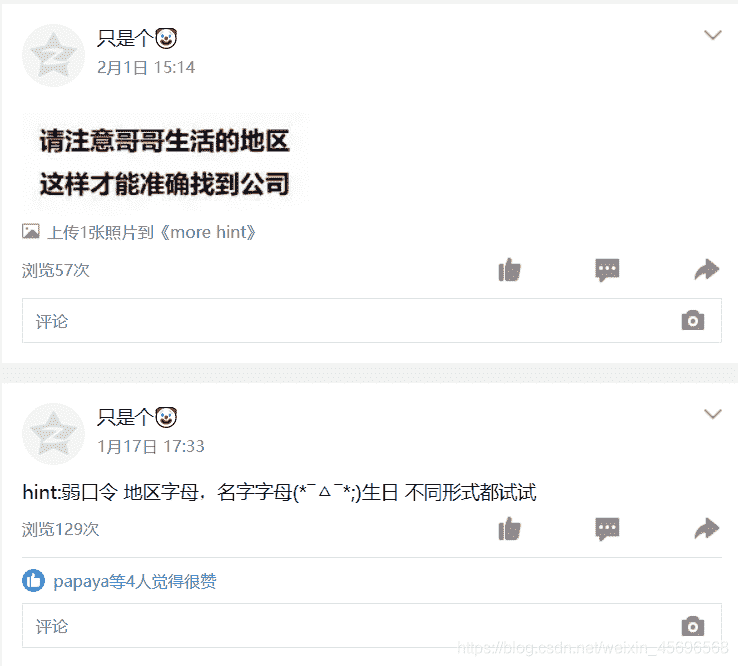 只是个🤡
2月1日 15:14
请注意哥哥生活的地区
这样才能准确找到公司
上传1张照片到《more hint》
浏览57次
评论
只是个🤡
1月17日 17:33
hint:弱口令 地区字母．名字字母(*¯ㅿ¯*;)生日 不同形式都试试
浏览129次
papaya等4人觉得很赞
评论
https://blog.csdn.net/weixin_45696568